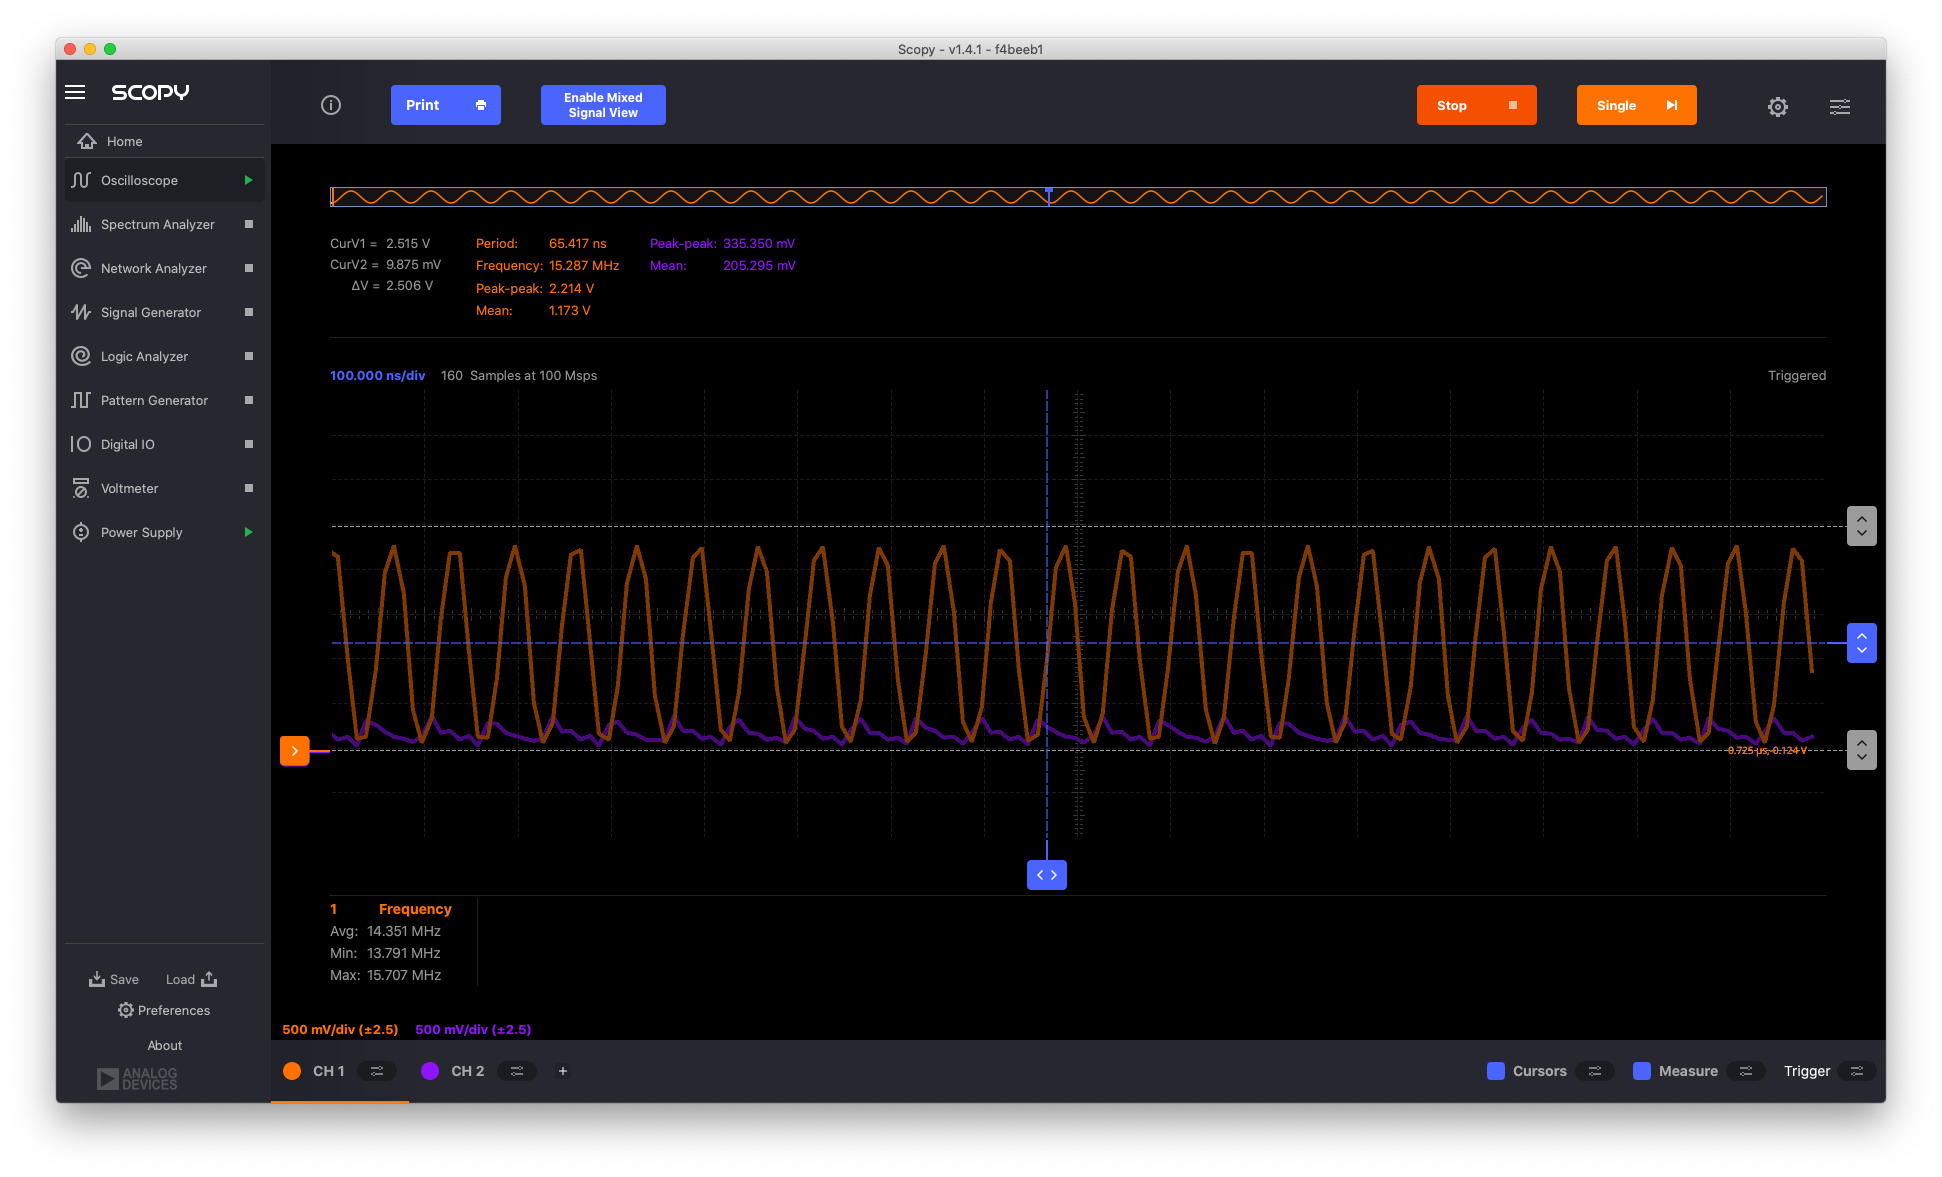 Scopy - v1.4.1 - f4beeb1
SCOPY
Home
Oscilloscope
Spectrum Analyzer
Network Analyzer
Signal Generator
Logic Analyzer
Pattern Generator
Digital IO
Voltmeter
Power Supply
Save Load
Preferences
About
ANALOG
DEVICES
Print
Enable Mixed
Signal View
Stop
Single
CurV1 = 2.515 V
CurV2 = 9.875 mV
ΔV = 2.506 V
Period: 65.417 ns
Frequency: 15.287 MHz
Peak-peak: 2.214 V
Mean: 1.173 V
Peak-peak: 335.350 mV
Mean: 205.295 mV
100.000 ns/div 160 Samples at 100 Msps
Triggered
0.725 µs, 0.124 V
1 Frequency
Avg: 14.351 MHz
Min: 13.791 MHz
Max: 15.707 MHz
500 mV/div (±2.5) 500 mV/div (±2.5)
CH 1 CH 2 +
Cursors Measure Trigger